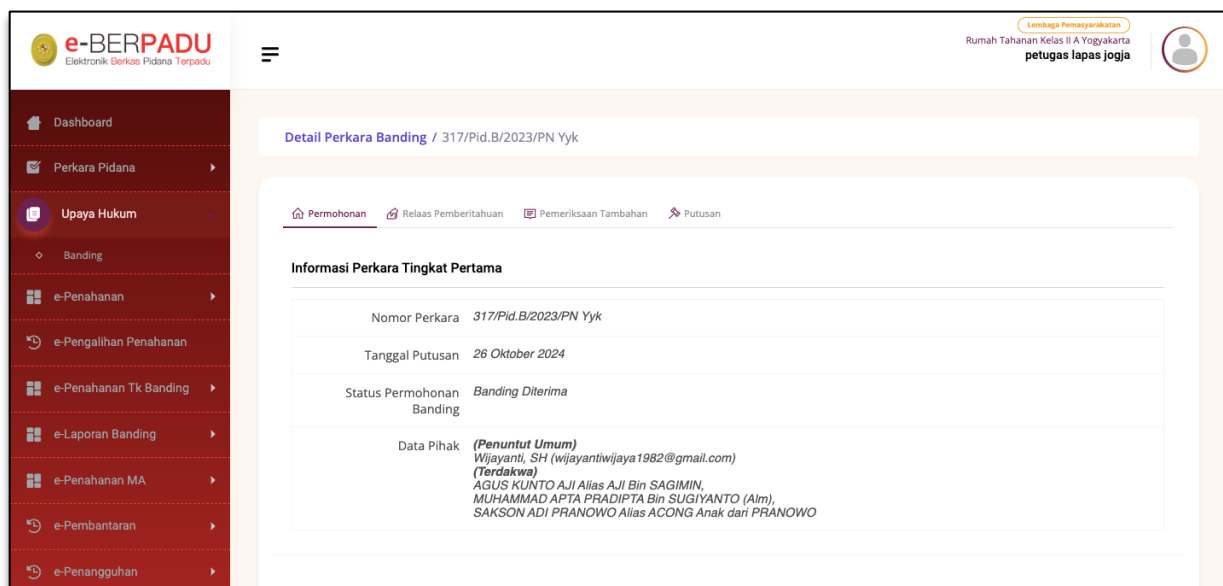 e-BERPADU
Elektronik Berkas Pidana Terpadu
Lembaga Pemasyarakatan
Rumah Tahanan Kelas II A Yogyakarta
petugas lapas jogja
Dashboard
Perkara Pidana
Upaya Hukum
Banding
e-Penahanan
e-Pengalihan Penahanan
e-Penahanan Tk Banding
e-Laporan Banding
e-Penahanan MA
e-Pembantaran
e-Penangguhan
Detail Perkara Banding / 317/Pid.B/2023/PN Yyk
Permohonan Relaas Pemberitahuan Pemeriksaan Tambahan Putusan
Informasi Perkara Tingkat Pertama
Nomor Perkara 317/Pid.B/2023/PN Yyk
Tanggal Putusan 26 Oktober 2024
Status Permohonan Banding Banding Diterima
Data Pihak (Penuntut Umum)
Wijayanti, SH (wijayantiwijaya1982@gmail.com)
(Terdakwa)
AGUS KUNTO AJI Alias AJI Bin SAGIMIN,
MUHAMMAD APTA PRADIPTA Bin SUGIYANTO (Alm),
SAKSON ADI PRANOWO Alias ACONG Anak dari PRANOWO